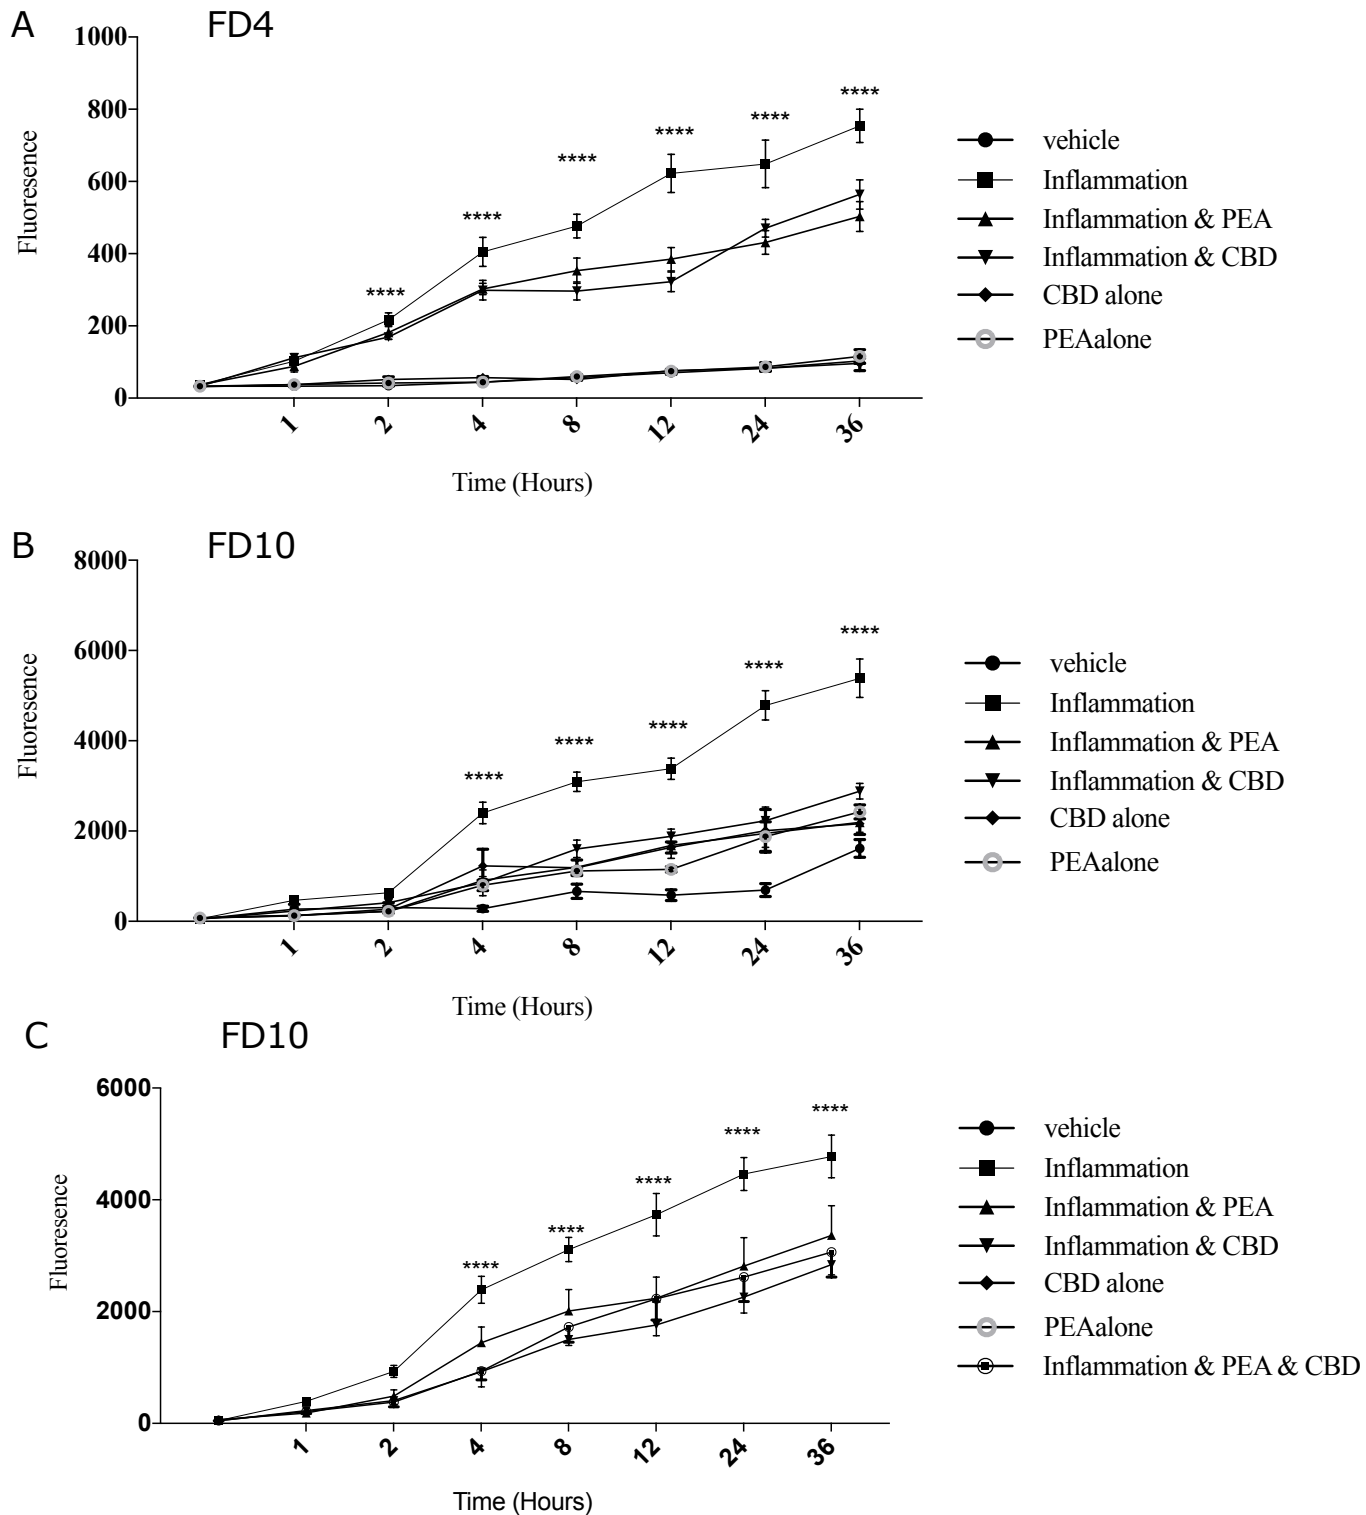 A FD4
1000
800
600
400
200
0
Fluoresence
**** **** **** **** **** ****
1 2 4 8 12 24 36
Time (Hours)
vehicle
Inflammation
Inflammation & PEA
Inflammation & CBD
CBD alone
PEAalone
B FD10
8000
6000
4000
2000
0
Fluoresence
**** **** **** **** ****
1 2 4 8 12 24 36
Time (Hours)
vehicle
Inflammation
Inflammation & PEA
Inflammation & CBD
CBD alone
PEAalone
C FD10
6000
4000
2000
0
Fluoresence
**** **** **** **** ****
1 2 4 8 12 24 36
Time (Hours)
vehicle
Inflammation
Inflammation & PEA
Inflammation & CBD
CBD alone
PEAalone
Inflammation & PEA & CBD